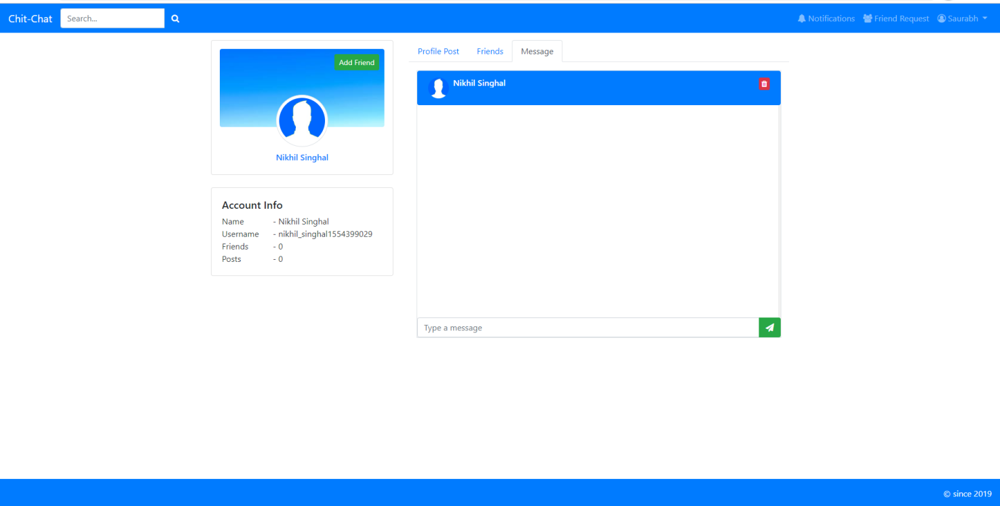 Chit-Chat Search... Notifications Friend Request Saurabh
Add Friend
Nikhil Singhal
Account Info
Name - Nikhil Singhal
Username - nikhil_singhal1554399029
Friends - 0
Posts - 0
Profile Post Friends Message
Nikhil Singhal
Type a message
© since 2019